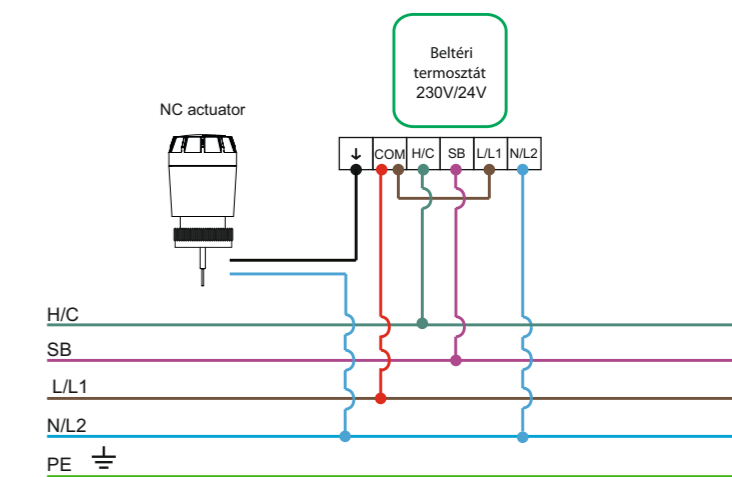 Beltéri
termosztát
230V/24V
NC actuator
↓ COM H/C SB L/L1 N/L2
H/C
SB
L/L1
N/L2
PE